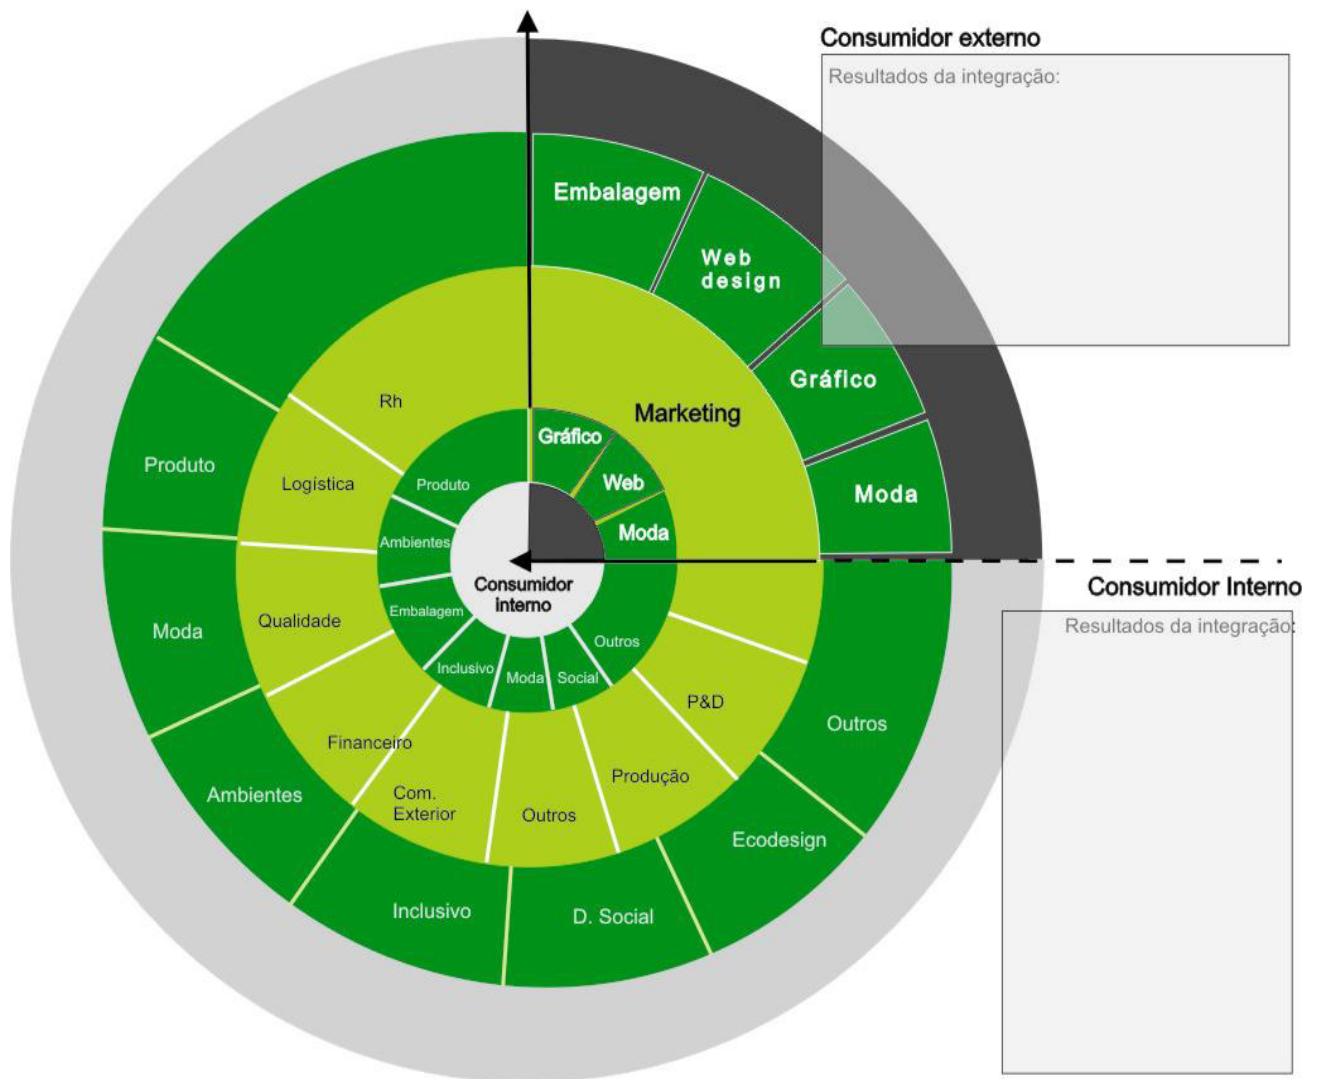 Consumidor externo
Resultados da integração:
Embalagem
Web
design
Gráfico
Moda
Marketing
Rh
Gráfico
Web
Moda
Produto
Logística
Produto
Ambientes
Consumidor
interno
Consumidor Interno
Resultados da integração:
Moda
Qualidade
Embalagem
Inclusivo
Moda
Social
Outros
P&D
Outros
Financeiro
Produção
Ambientes
Com.
Exterior
Outros
Ecodesign
Inclusivo
D. Social